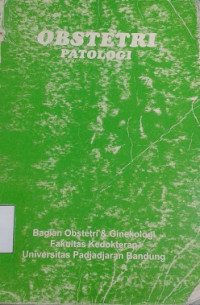 OBSTETRI
PATOLOGI
Bagian Obstetri & Ginekologi
Fakultas Kedokteran
Universitas Padjadjaran Bandung